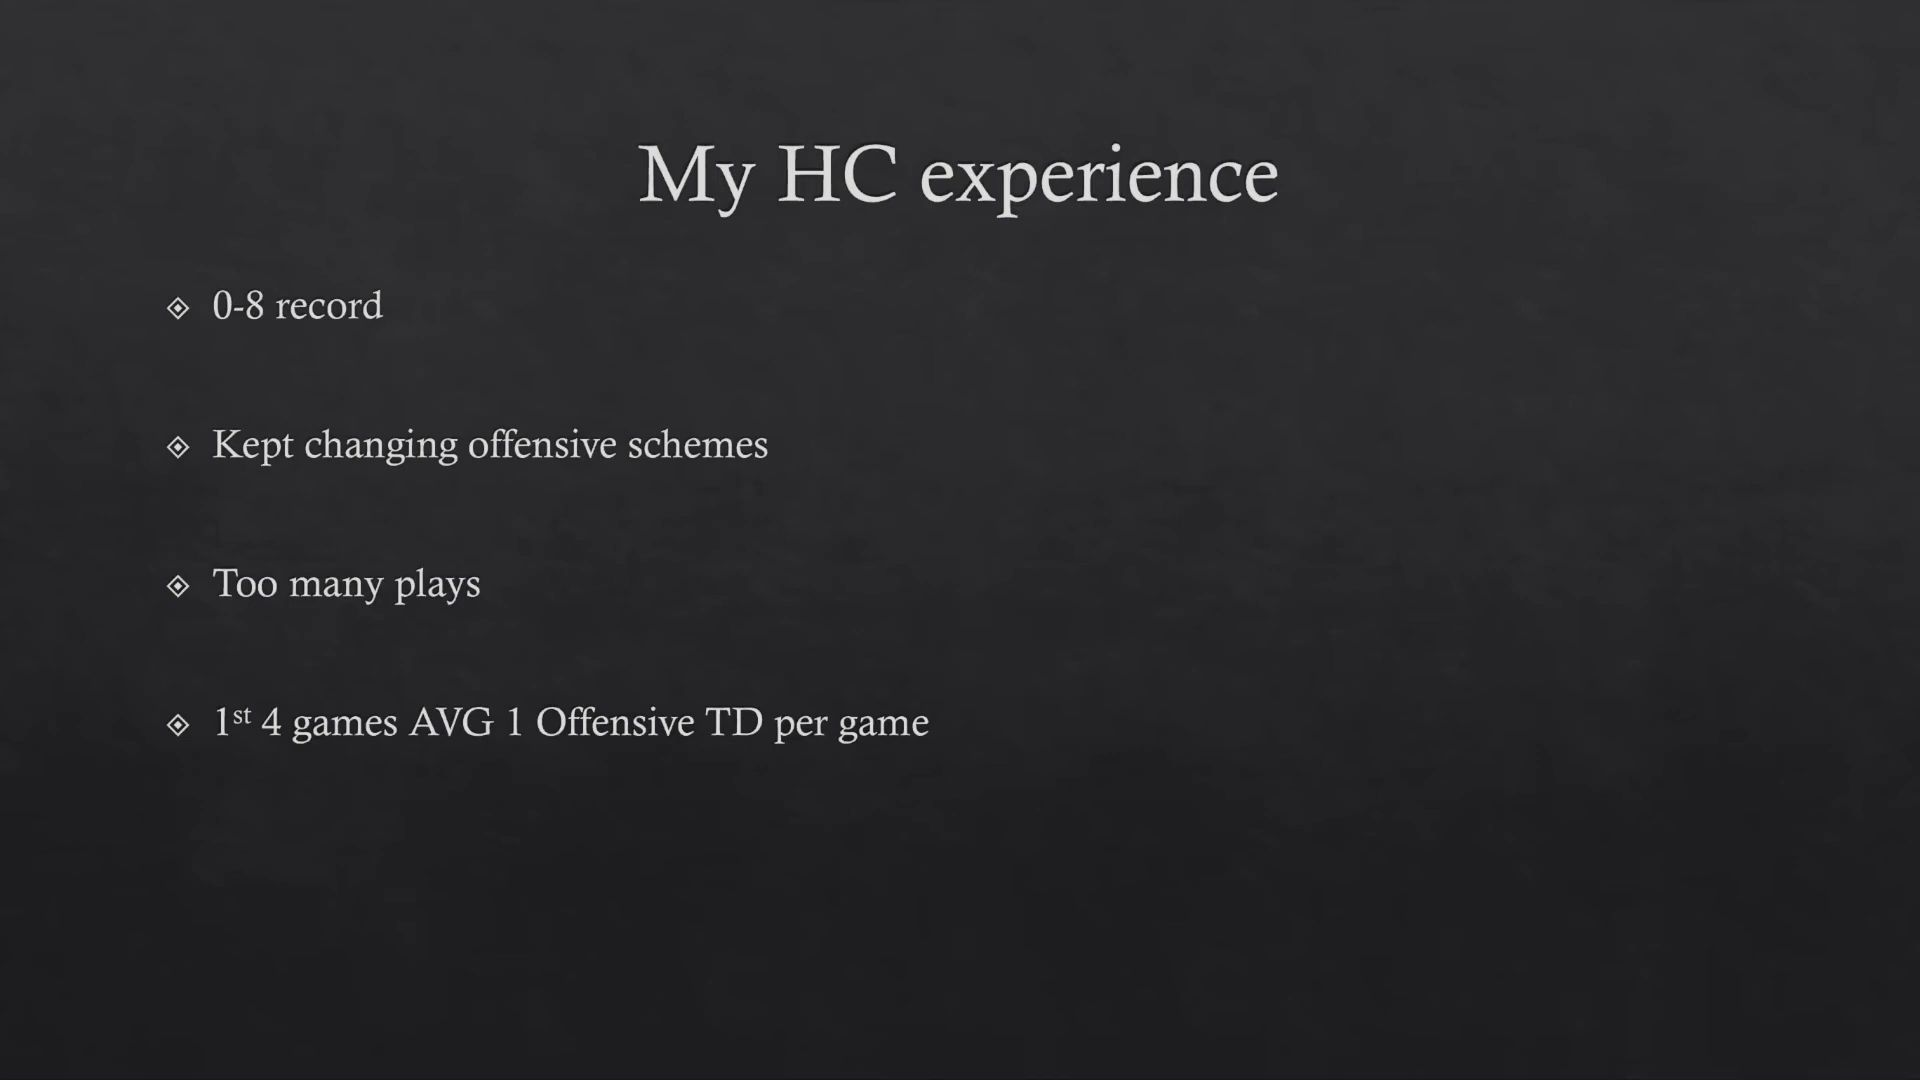 My HC experience
0-8 record
Kept changing offensive schemes
Too many plays
1st 4 games AVG 1 Offensive TD per game